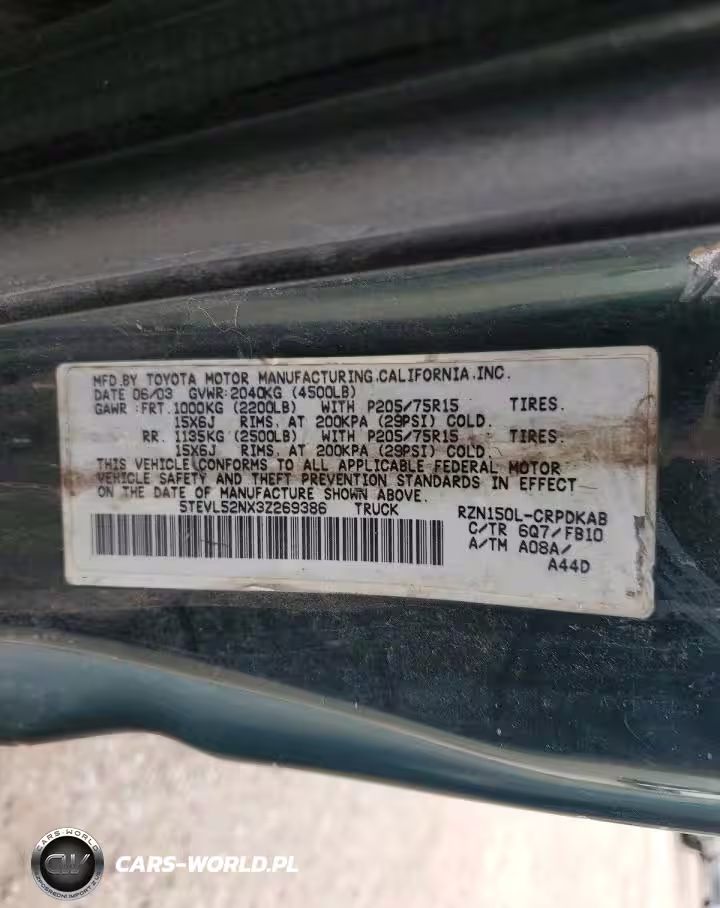 MFD.BY TOYOTA MOTOR MANUFACTURING.CALIFORNIA.INC.
DATE 06/03 GVWR:2040KG (4500LB)
GAWR :FRT. 1000KG (2200LB) WITH P205/75R15 TIRES.
15X6J RIMS, AT 200KPA (29PSI) COLD.
RR. 1135KG (2500LB) WITH P205/75R15 TIRES.
15X6J RIMS, AT 200KPA (29PSI) COLD.
THIS VEHICLE CONFORMS TO ALL APPLICABLE FEDERAL MOTOR
VEHICLE SAFETY AND THEFT PREVENTION STANDARDS IN EFFECT
ON THE DATE OF MANUFACTURE SHOWN ABOVE.
5TEVL52NX3Z269386 TRUCK RZN150L-CRPDKAB
C/TR 6Q7/FB10
A/TM A08A/
A44D
CARS-WORLD
CW
CARS-WORLD.PL